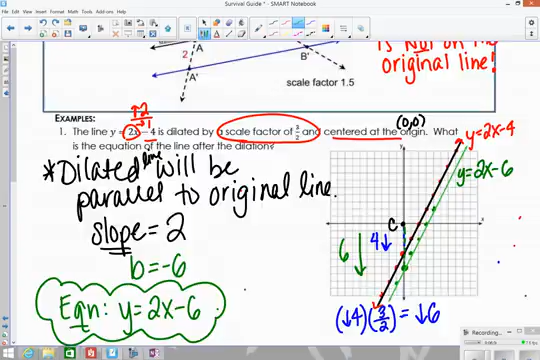 Survival Guide * - SMART Notebook
File Edit View Insert Format Math Add-ons Help
is not on the
original line!
2
A
A'
B'
scale factor 1.5
EXAMPLES:
↑2
→1
(0,0)
1. The line y = 2x – 4 is dilated by a scale factor of 3/2 and centered at the origin. What
is the equation of the line after the dilation?
y=2x-4
y=2x-6
*Dilated line will be
parallel to original line.
slope = 2
b = -6
Eqn: y=2x-6
y
x
C
6↓
4↓
(↓4)(3/2) = ↓6
Recording...